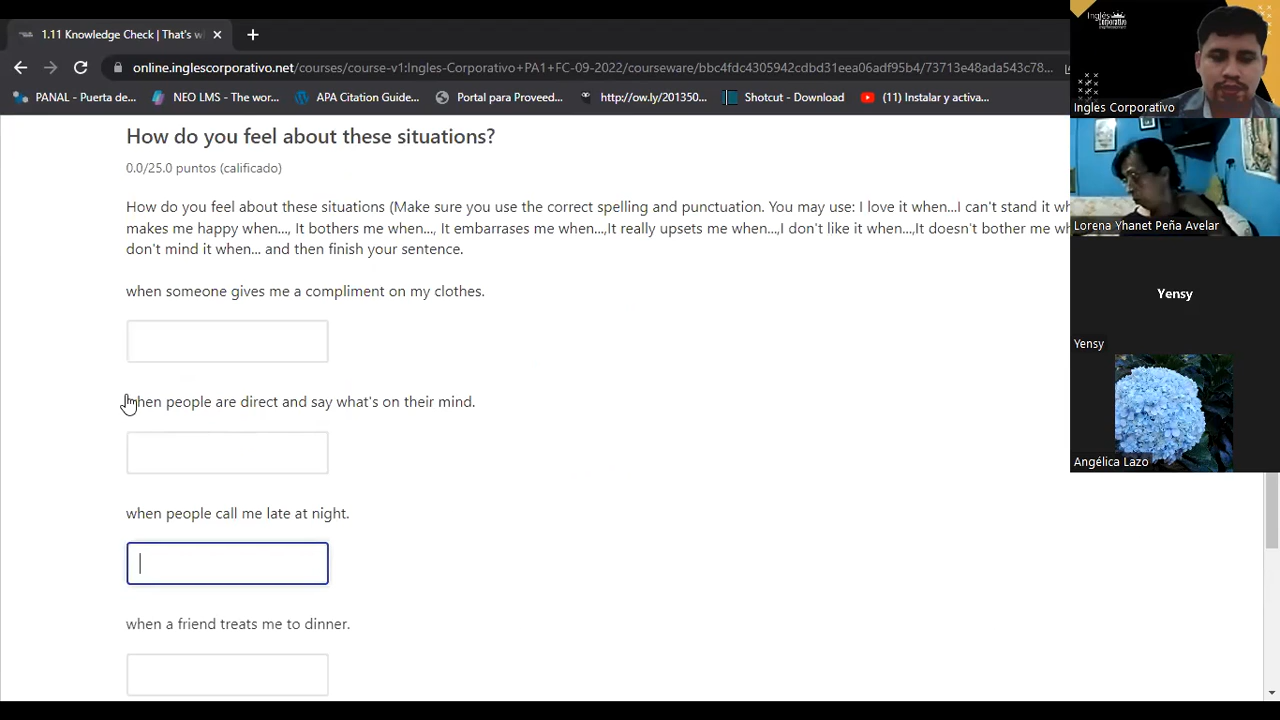 1.11 Knowledge Check | That's w
online.inglescorporativo.net/courses/course-v1:Ingles-Corporativo+PA1+FC-09-2022/courseware/bbc4fdc4305942cdbd31eea06adf95b4/73713e48ada543c78...
PANAL - Puerta de... NEO LMS - The wor... APA Citation Guide... Portal para Proveed... http://ow.ly/201350... Shotcut - Download (11) Instalar y activa...
How do you feel about these situations?
0.0/25.0 puntos (calificado)
How do you feel about these situations (Make sure you use the correct spelling and punctuation. You may use: I love it when...I can't stand it wh
makes me happy when..., It bothers me when..., It embarrases me when...,It really upsets me when...,I don't like it when...,It doesn't bother me wh
don't mind it when... and then finish your sentence.
when someone gives me a compliment on my clothes.
when people are direct and say what's on their mind.
when people call me late at night.
when a friend treats me to dinner.
Inglés
Corporativo
Ingles Corporativo
Lorena Yhanet Peña Avelar
Yensy
Yensy
Angélica Lazo